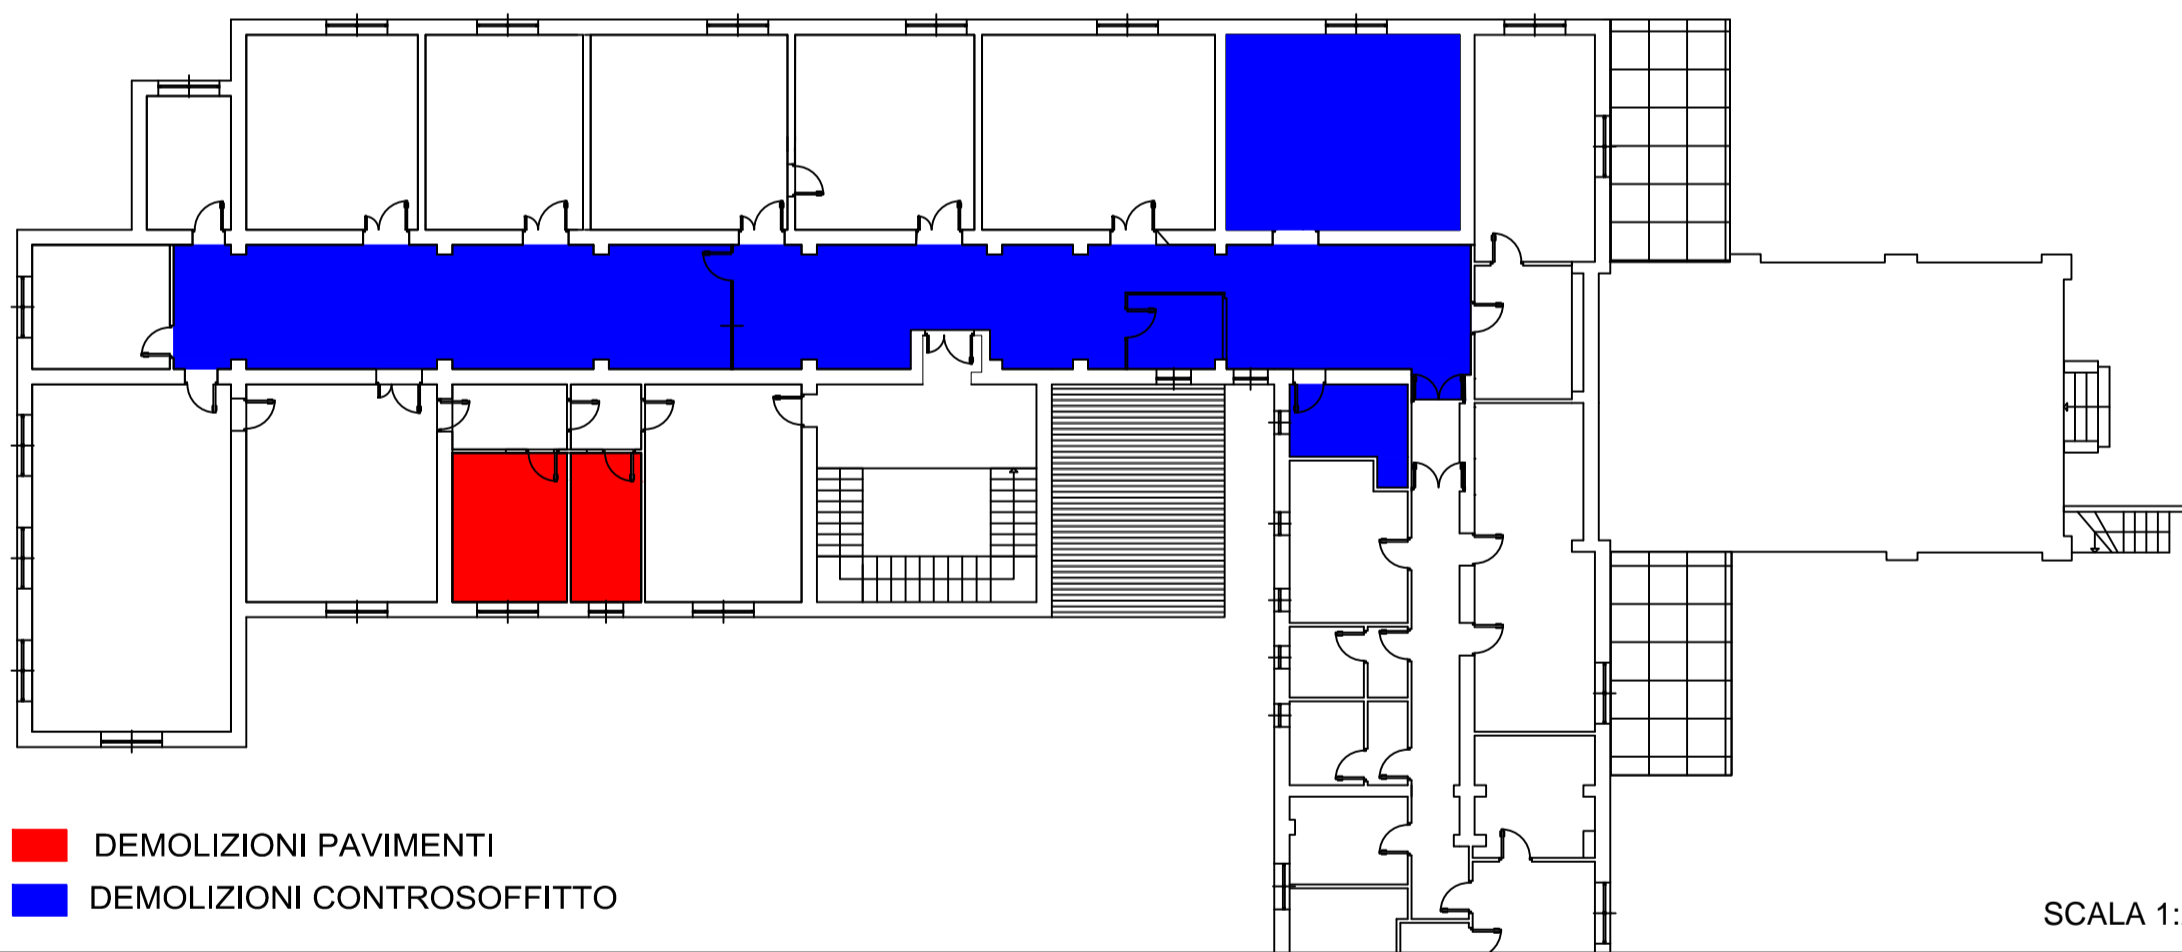 DEMOLIZIONI PAVIMENTI
DEMOLIZIONI CONTROSOFFITTO
SCALA 1: